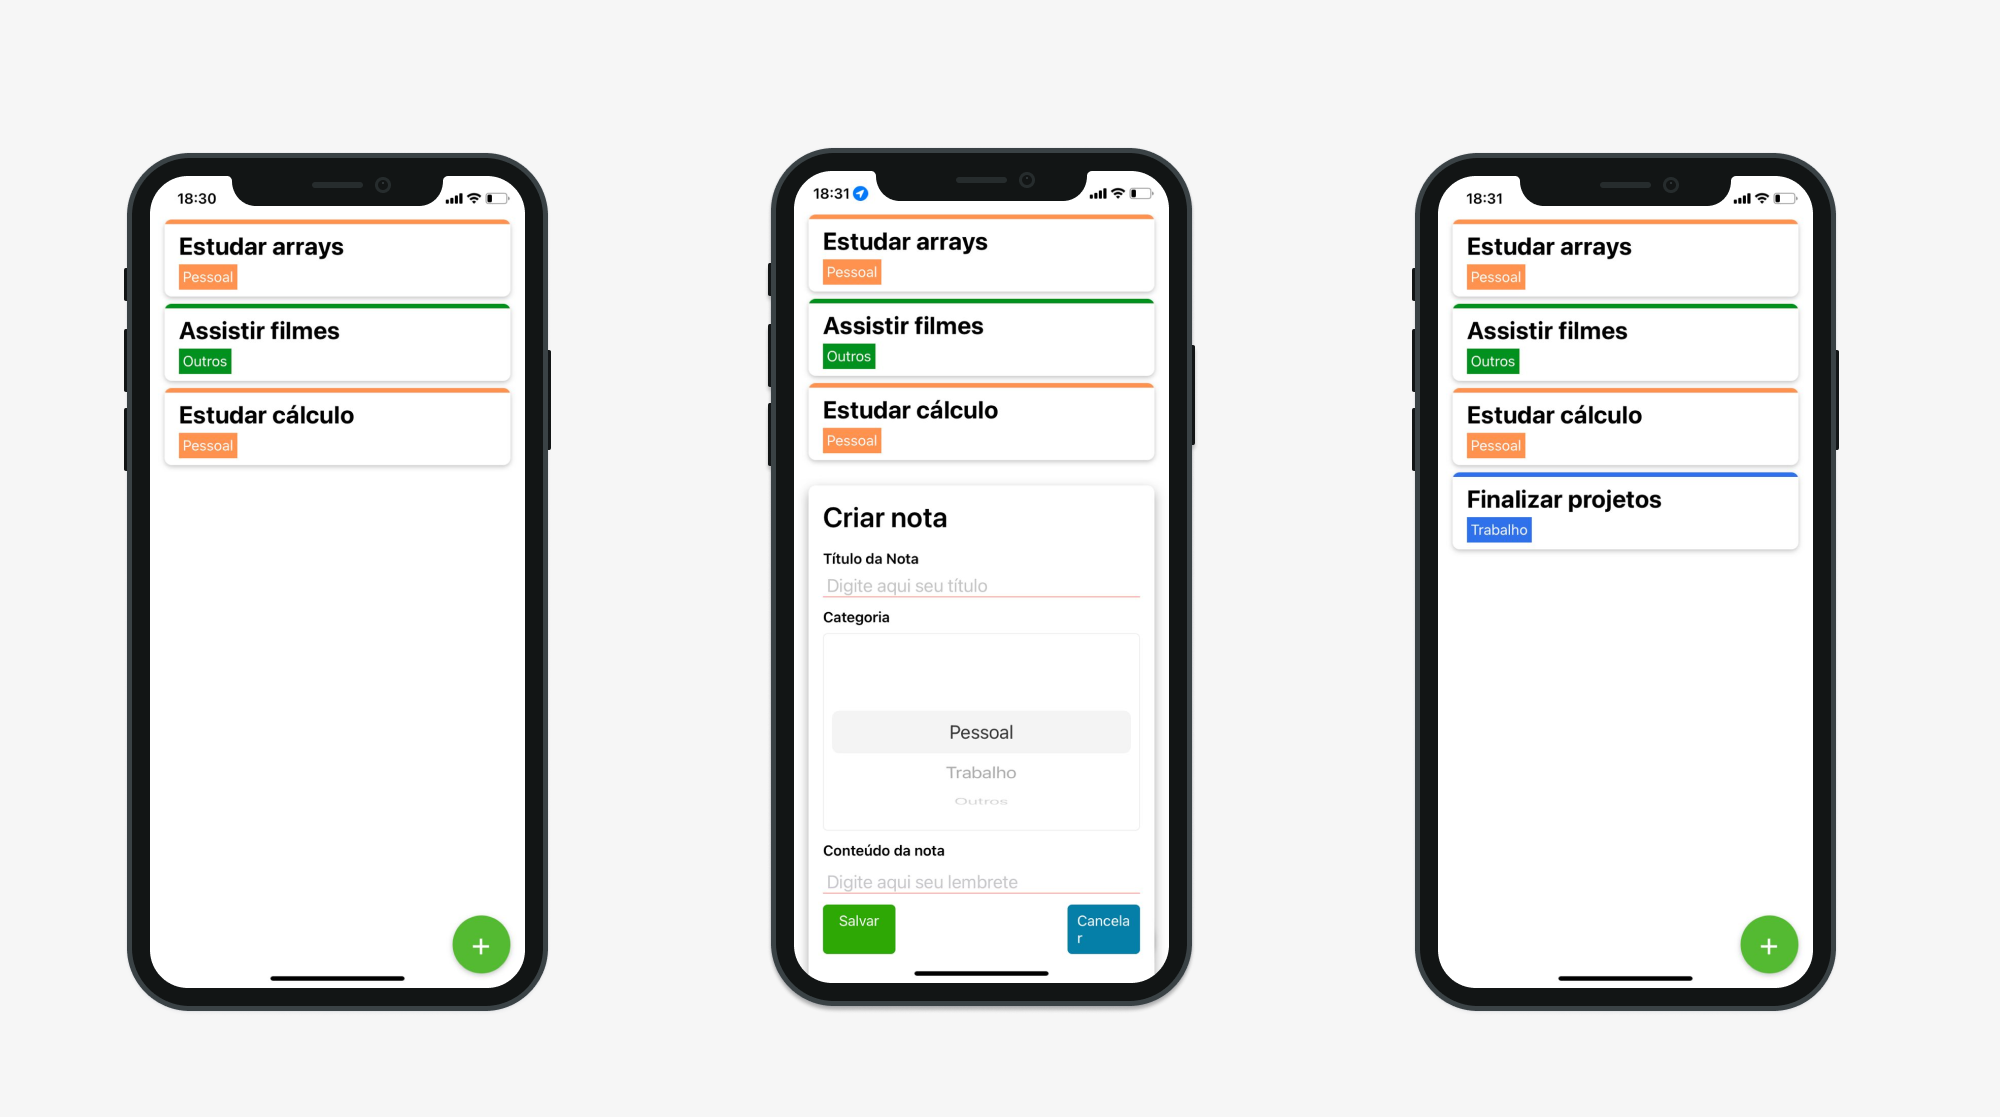 18:30
Estudar arrays
Pessoal
Assistir filmes
Outros
Estudar cálculo
Pessoal
+
18:31
Estudar arrays
Pessoal
Assistir filmes
Outros
Estudar cálculo
Pessoal
Criar nota
Título da Nota
Digite aqui seu título
Categoria
Pessoal
Trabalho
Outros
Conteúdo da nota
Digite aqui seu lembrete
Salvar
Cancela
r
18:31
Estudar arrays
Pessoal
Assistir filmes
Outros
Estudar cálculo
Pessoal
Finalizar projetos
Trabalho
+